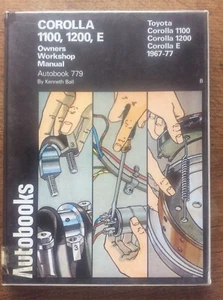 COROLLA
1100, 1200, E
Owners
Workshop
Manual
Autobook 779
By Kenneth Ball
Toyota
Corolla 1100
Corolla 1200
Corolla E
1967-77
Autobooks